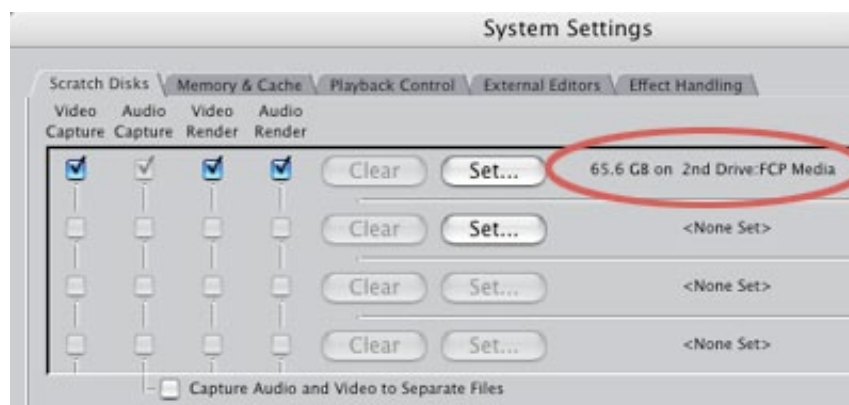 System Settings
Scratch Disks Memory & Cache Playback Control External Editors Effect Handling
Video Audio Video Audio
Capture Capture Render Render
Clear Set... 65.6 GB on 2nd Drive:FCP Media
Clear Set... <None Set>
Clear Set... <None Set>
Clear Set... <None Set>
Capture Audio and Video to Separate Files